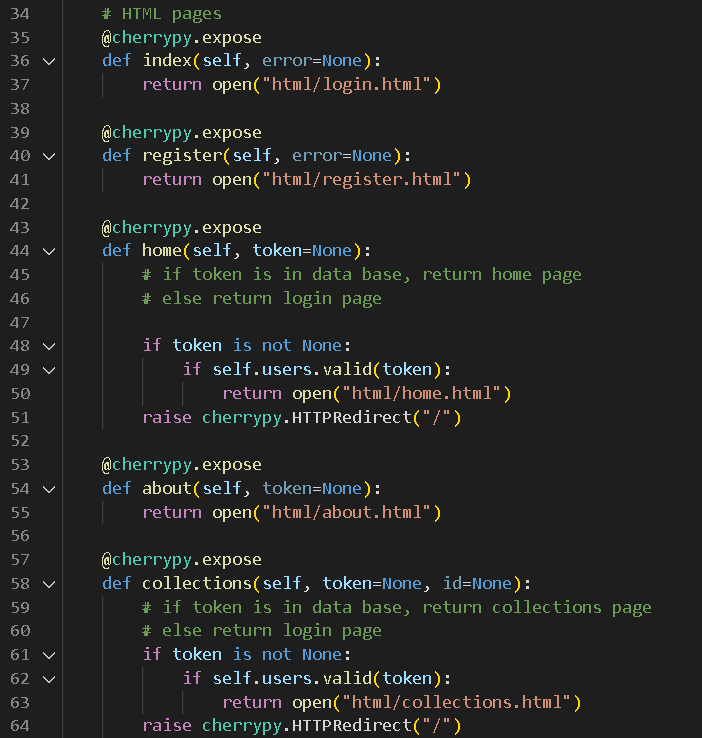 34 # HTML pages
35 @cherrypy.expose
36 def index(self, error=None):
37 return open("html/login.html")
38
39 @cherrypy.expose
40 def register(self, error=None):
41 return open("html/register.html")
42
43 @cherrypy.expose
44 def home(self, token=None):
45 # if token is in data base, return home page
46 # else return login page
47
48 if token is not None:
49 if self.users.valid(token):
50 return open("html/home.html")
51 raise cherrypy.HTTPRedirect("/")
52
53 @cherrypy.expose
54 def about(self, token=None):
55 return open("html/about.html")
56
57 @cherrypy.expose
58 def collections(self, token=None, id=None):
59 # if token is in data base, return collections page
60 # else return login page
61 if token is not None:
62 if self.users.valid(token):
63 return open("html/collections.html")
64 raise cherrypy.HTTPRedirect("/")